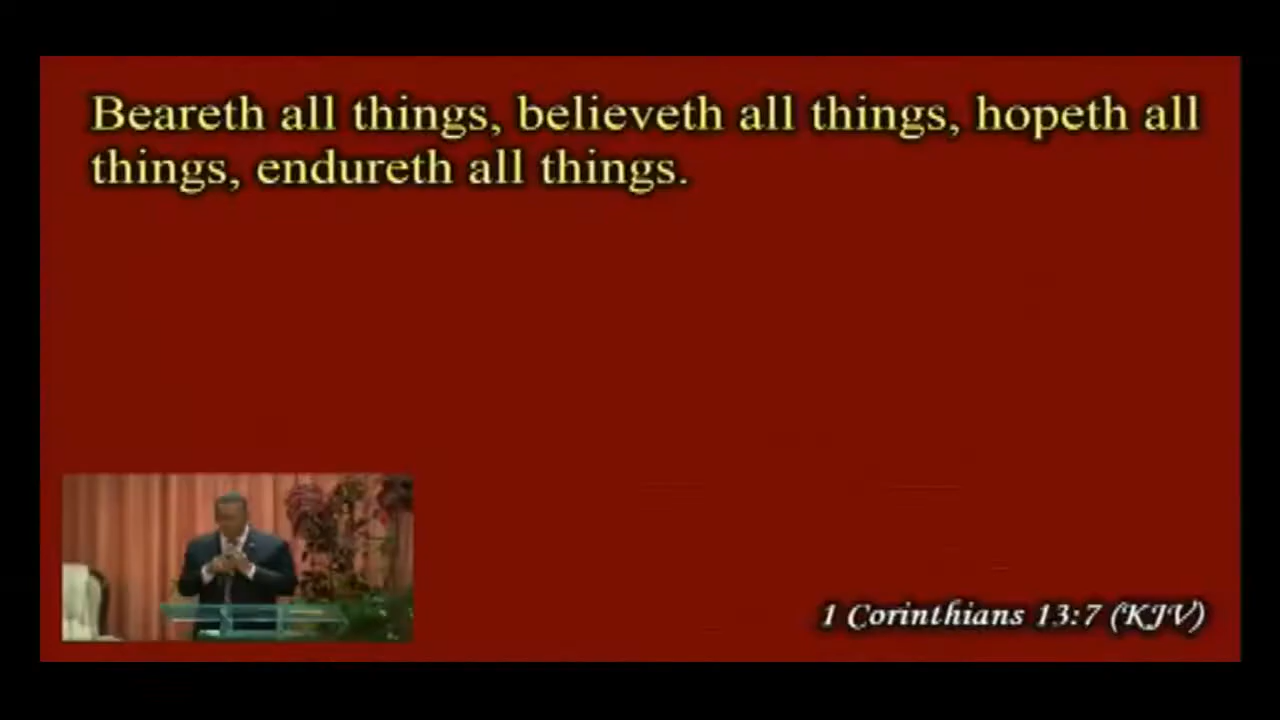 Beareth all things, believeth all things, hopeth all
things, endureth all things.
1 Corinthians 13:7 (KJV)